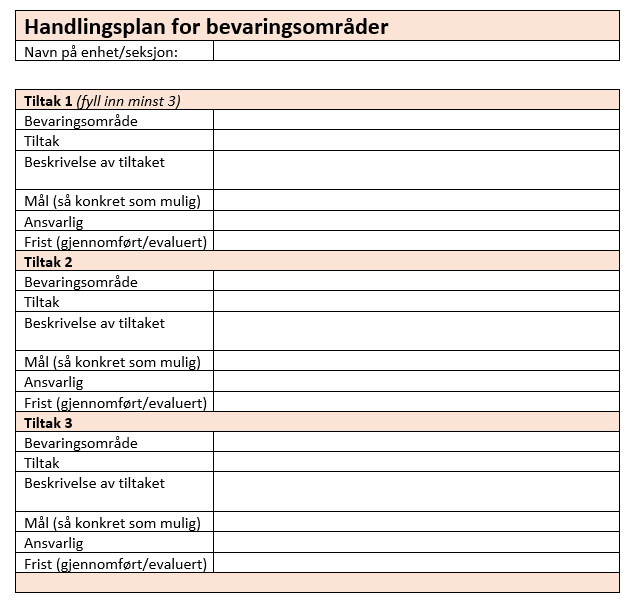 Handlingsplan for bevaringsområder
Navn på enhet/seksjon:
Tiltak 1 (fyll inn minst 3)
Bevaringsområde
Tiltak
Beskrivelse av tiltaket
Mål (så konkret som mulig)
Ansvarlig
Frist (gjennomført/evaluert)
Tiltak 2
Bevaringsområde
Tiltak
Beskrivelse av tiltaket
Mål (så konkret som mulig)
Ansvarlig
Frist (gjennomført/evaluert)
Tiltak 3
Bevaringsområde
Tiltak
Beskrivelse av tiltaket
Mål (så konkret som mulig)
Ansvarlig
Frist (gjennomført/evaluert)